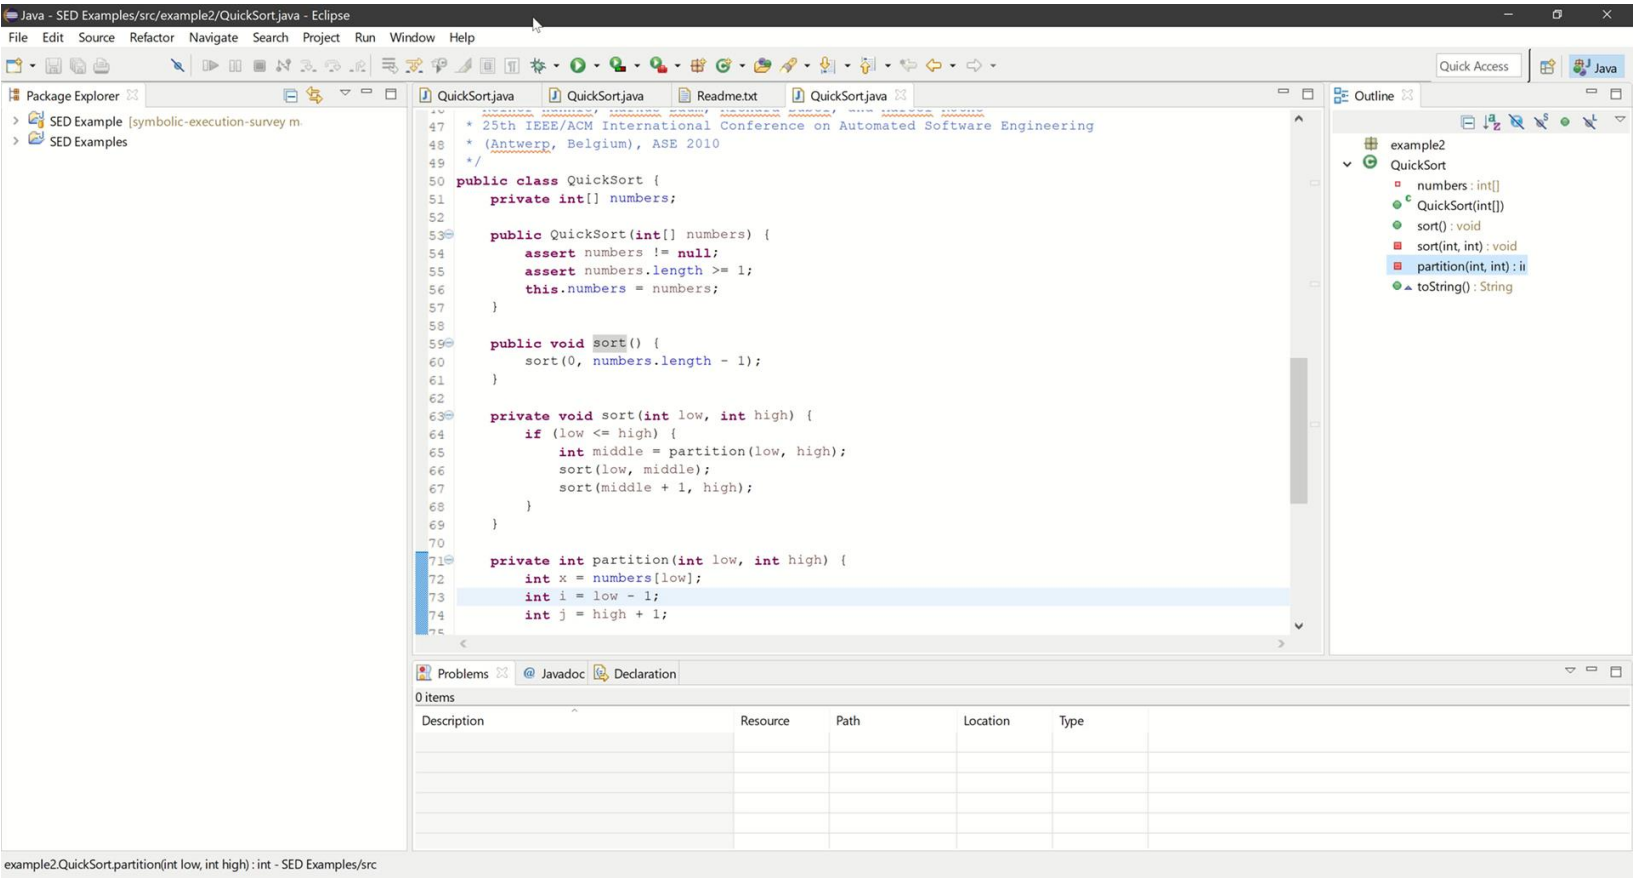 Java - SED Examples/src/example2/QuickSort.java - Eclipse
File Edit Source Refactor Navigate Search Project Run Window Help
Quick Access
Java
Package Explorer
SED Example [symbolic-execution-survey m
SED Examples
QuickSort.java
QuickSort.java
Readme.txt
QuickSort.java
47 * 25th IEEE/ACM International Conference on Automated Software Engineering
48 * (Antwerp, Belgium), ASE 2010
49 */
50 public class QuickSort {
51 private int[] numbers;
52
53 public QuickSort(int[] numbers) {
54 assert numbers != null;
55 assert numbers.length >= 1;
56 this.numbers = numbers;
57 }
58
59 public void sort() {
60 sort(0, numbers.length - 1);
61 }
62
63 private void sort(int low, int high) {
64 if (low <= high) {
65 int middle = partition(low, high);
66 sort(low, middle);
67 sort(middle + 1, high);
68 }
69 }
70
71 private int partition(int low, int high) {
72 int x = numbers[low];
73 int i = low - 1;
74 int j = high + 1;
75
Outline
example2
QuickSort
numbers : int[]
QuickSort(int[])
sort() : void
sort(int, int) : void
partition(int, int) : i
toString() : String
Problems
@ Javadoc
Declaration
0 items
Description Resource Path Location Type
example2.QuickSort.partition(int low, int high) : int - SED Examples/src